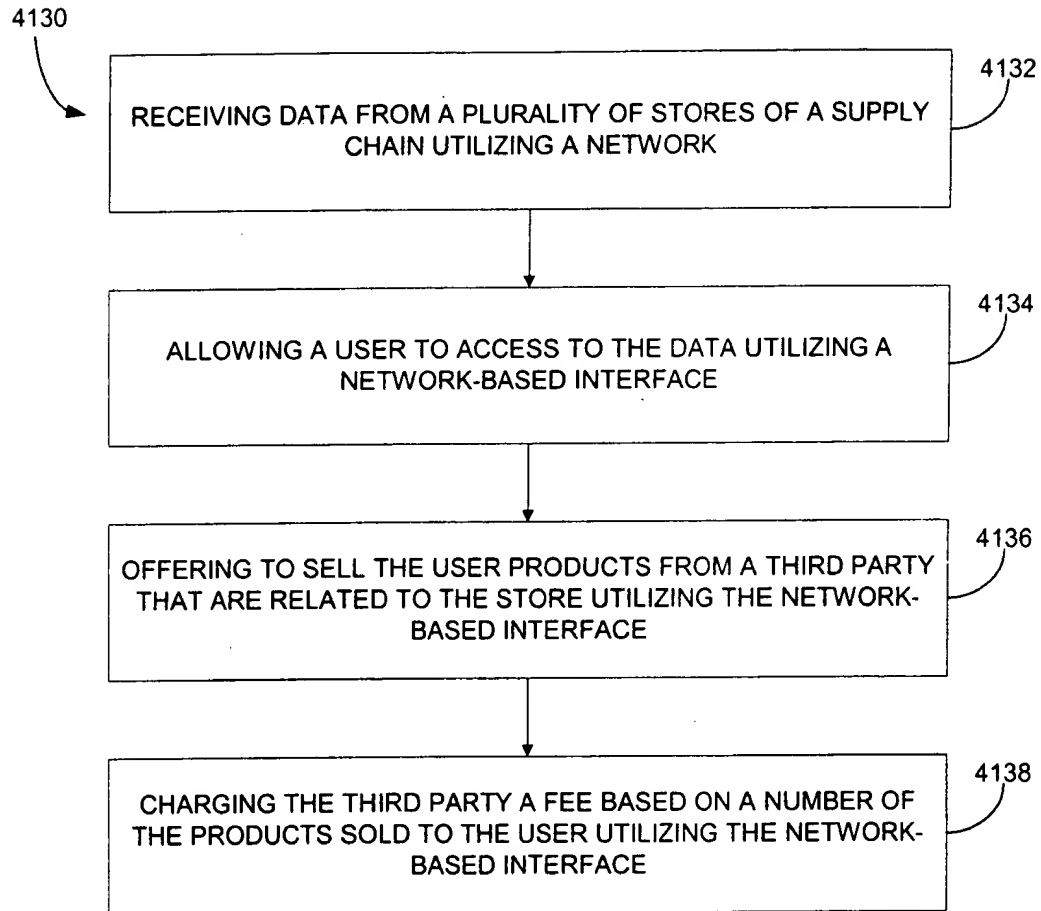 4130
4132
RECEIVING DATA FROM A PLURALITY OF STORES OF A SUPPLY
CHAIN UTILIZING A NETWORK
4134
ALLOWING A USER TO ACCESS TO THE DATA UTILIZING A
NETWORK-BASED INTERFACE
4136
OFFERING TO SELL THE USER PRODUCTS FROM A THIRD PARTY
THAT ARE RELATED TO THE STORE UTILIZING THE NETWORK-
BASED INTERFACE
4138
CHARGING THE THIRD PARTY A FEE BASED ON A NUMBER OF
THE PRODUCTS SOLD TO THE USER UTILIZING THE NETWORK-
BASED INTERFACE